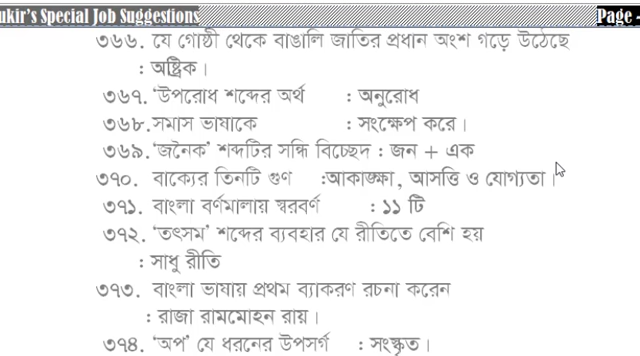 ukir's Special Job Suggestions Page -
৩৬৬. যে গোষ্ঠী থেকে বাঙালি জাতির প্রধান অংশ গড়ে উঠেছে
: অষ্ট্রিক।
৩৬৭. ‘উপরোধ শব্দের অর্থ : অনুরোধ
৩৬৮. সমাস ভাষাকে : সংক্ষেপ করে।
৩৬৯. ‘জনৈক’ শব্দটির সন্ধি বিচ্ছেদ : জন + এক
৩৭০. বাক্যের তিনটি গুণ :আকাঙ্ক্ষা, আসত্তি ও যোগ্যতা।
৩৭১. বাংলা বর্ণমালায় স্বরবর্ণ : ১১ টি
৩৭২. ‘তৎসম’ শব্দের ব্যবহার যে রীতিতে বেশি হয়
: সাধু রীতি
৩৭৩. বাংলা ভাষায় প্রথম ব্যাকরণ রচনা করেন
: রাজা রামমোহন রায়।
৩৭৪. ‘অপ’ যে ধরনের উপসর্গ : সংস্কৃত।